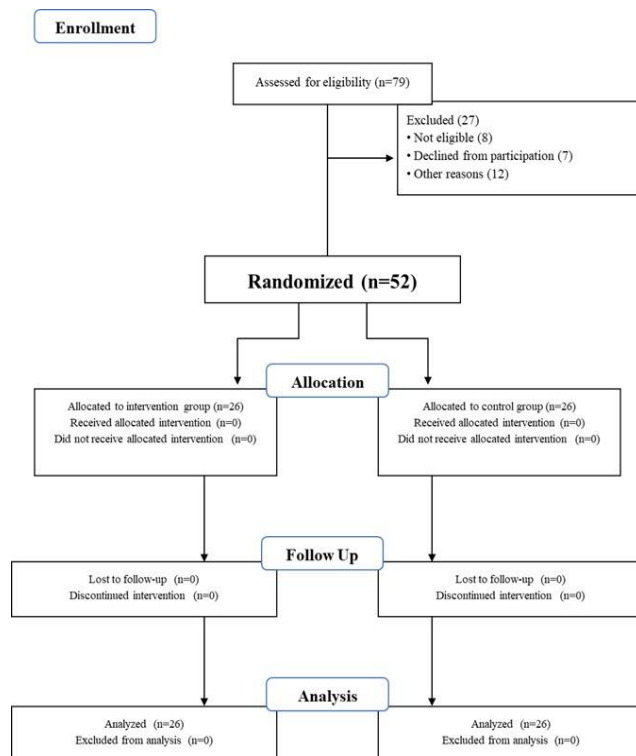 Enrollment
Assessed for eligibility (n=79)
Excluded (27)
• Not eligible (8)
• Declined from participation (7)
• Other reasons (12)
Randomized (n=52)
Allocation
Allocated to intervention group (n=26)
Received allocated intervention (n=0)
Did not receive allocated intervention (n=0)
Allocated to control group (n=26)
Received allocated intervention (n=0)
Did not receive allocated intervention (n=0)
Follow Up
Lost to follow-up (n=0)
Discontinued intervention (n=0)
Lost to follow-up (n=0)
Discontinued intervention (n=0)
Analysis
Analyzed (n=26)
Excluded from analysis (n=0)
Analyzed (n=26)
Excluded from analysis (n=0)